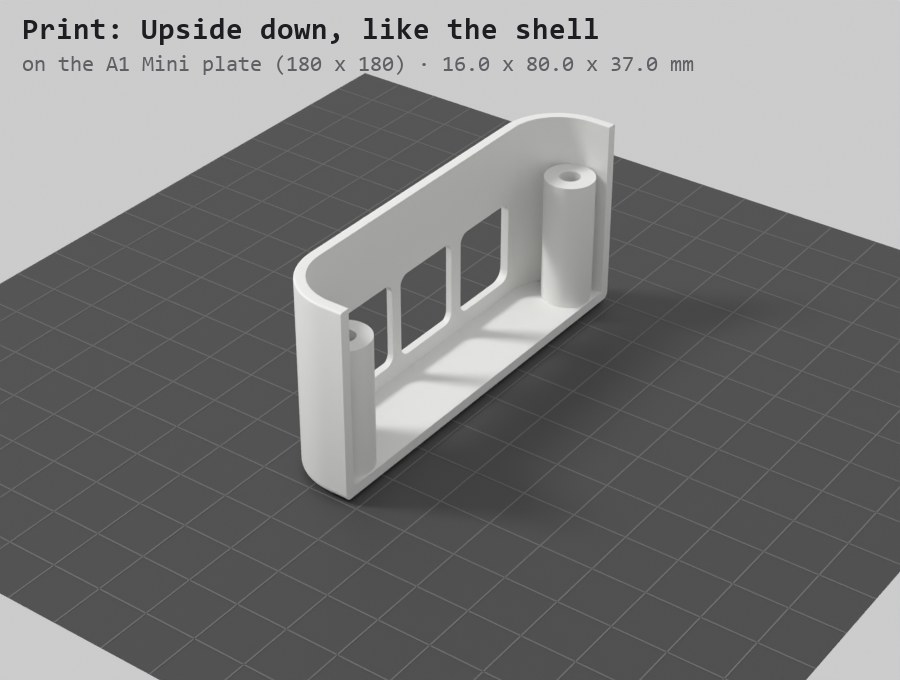 Print: Upside down, like the shell
on the A1 Mini plate (180 x 180) · 16.0 x 80.0 x 37.0 mm